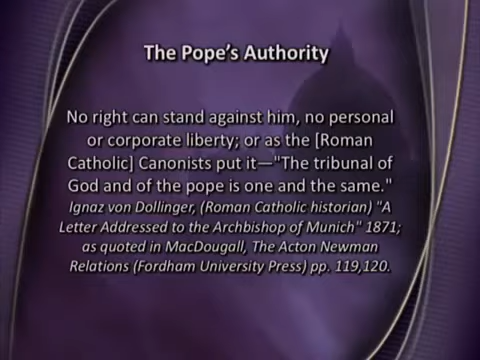 The Pope's Authority
No right can stand against him, no personal
or corporate liberty; or as the [Roman
Catholic] Canonists put it—"The tribunal of
God and of the pope is one and the same."
Ignaz von Dollinger, (Roman Catholic historian) "A
Letter Addressed to the Archbishop of Munich" 1871;
as quoted in MacDougall, The Acton Newman
Relations (Fordham University Press) pp. 119,120.